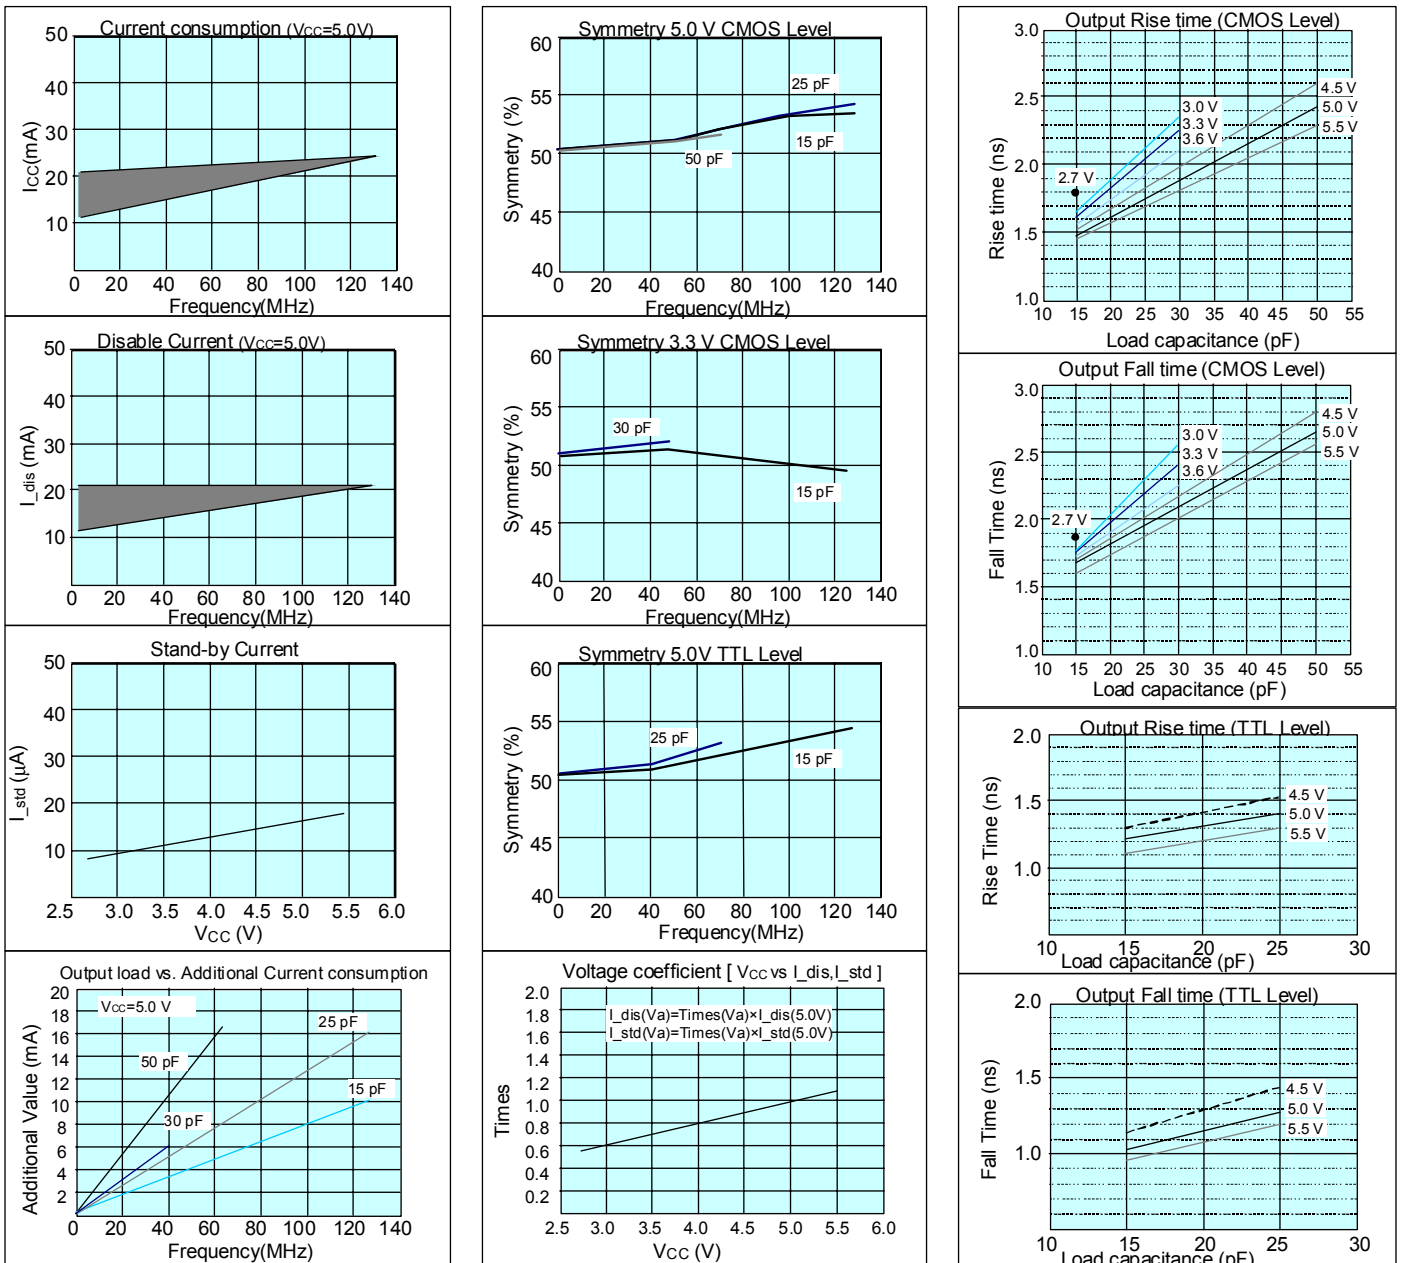 Current consumption (VCC=5.0V)
50
40
30
20
10
ICC(mA)
0 20 40 60 80 100 120 140
Frequency(MHz)
Disable Current (VCC=5.0V)
50
40
30
20
10
I_dis (mA)
0 20 40 60 80 100 120 140
Frequency(MHz)
Stand-by Current
50
40
30
20
10
I_std (µA)
2.5 3.0 3.5 4.0 4.5 5.0 5.5 6.0
VCC (V)
Output load vs. Additional Current consumption
20
18
16
14
12
10
8
6
4
2
Additional Value (mA)
VCC=5.0 V
25 pF
50 pF
15 pF
30 pF
0 20 40 60 80 100 120 140
Frequency(MHz)
Symmetry 5.0 V CMOS Level
60
55
50
45
40
Symmetry (%)
25 pF
15 pF
50 pF
0 20 40 60 80 100 120 140
Frequency(MHz)
Symmetry 3.3 V CMOS Level
60
55
50
45
40
Symmetry (%)
30 pF
15 pF
0 20 40 60 80 100 120 140
Frequency(MHz)
Symmetry 5.0V TTL Level
60
55
50
45
40
Symmetry (%)
25 pF
15 pF
0 20 40 60 80 100 120 140
Frequency(MHz)
Voltage coefficient [ VCC vs I_dis,I_std ]
2.0
1.8
1.6
1.4
1.2
1.0
0.8
0.6
0.4
0.2
Times
I_dis(Va)=Times(Va)×I_dis(5.0V)
I_std(Va)=Times(Va)×I_std(5.0V)
2.5 3.0 3.5 4.0 4.5 5.0 5.5 6.0
VCC (V)
Output Rise time (CMOS Level)
3.0
2.5
2.0
1.5
1.0
Rise time (ns)
4.5 V
5.0 V
5.5 V
3.0 V
3.3 V
3.6 V
2.7 V
10 15 20 25 30 35 40 45 50 55
Load capacitance (pF)
Output Fall time (CMOS Level)
3.0
2.5
2.0
1.5
1.0
Fall Time (ns)
4.5 V
5.0 V
5.5 V
3.0 V
3.3 V
3.6 V
2.7 V
10 15 20 25 30 35 40 45 50 55
Load capacitance (pF)
Output Rise time (TTL Level)
2.0
1.5
1.0
Rise Time (ns)
4.5 V
5.0 V
5.5 V
10 15 20 25 30
Load capacitance (pF)
Output Fall time (TTL Level)
2.0
1.5
1.0
Fall Time (ns)
4.5 V
5.0 V
5.5 V
10 15 20 25 30
Load capacitance (pF)